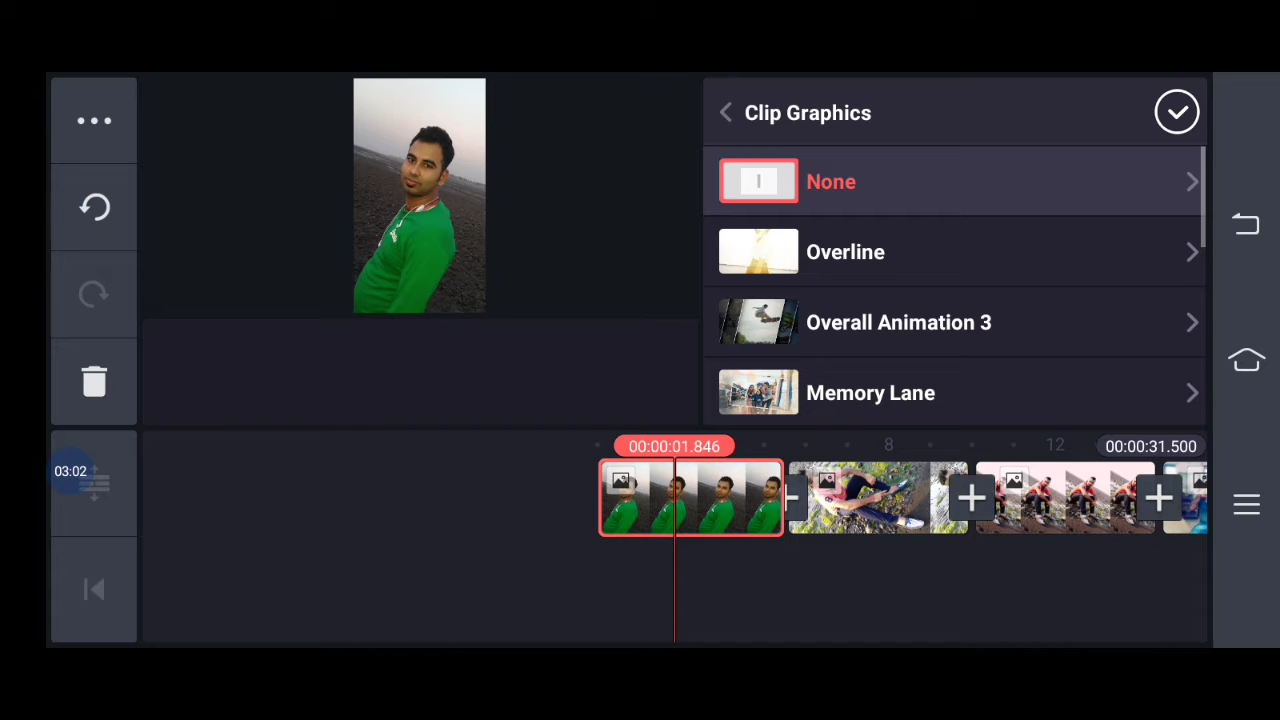 Clip Graphics
None
Overline
Overall Animation 3
Memory Lane
00:00:01.846
8
12
00:00:31.500
03:02